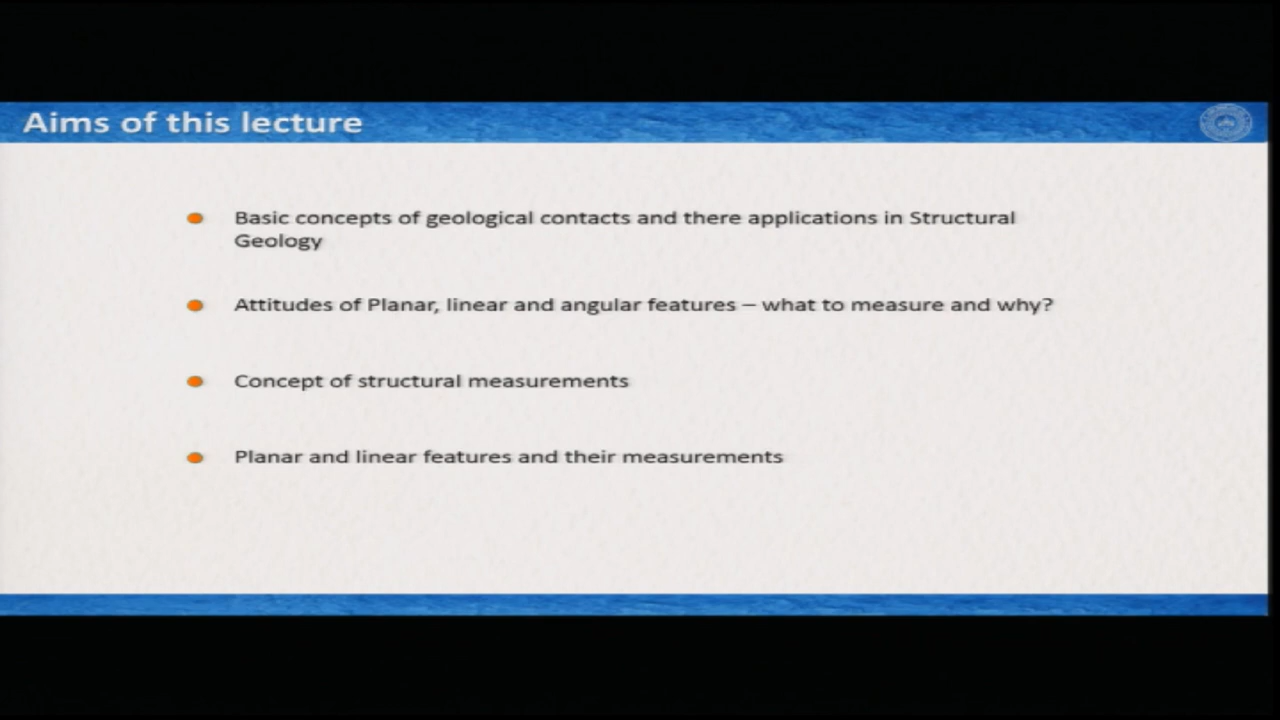 Aims of this lecture
Basic concepts of geological contacts and there applications in Structural
Geology
Attitudes of Planar, linear and angular features – what to measure and why?
Concept of structural measurements
Planar and linear features and their measurements